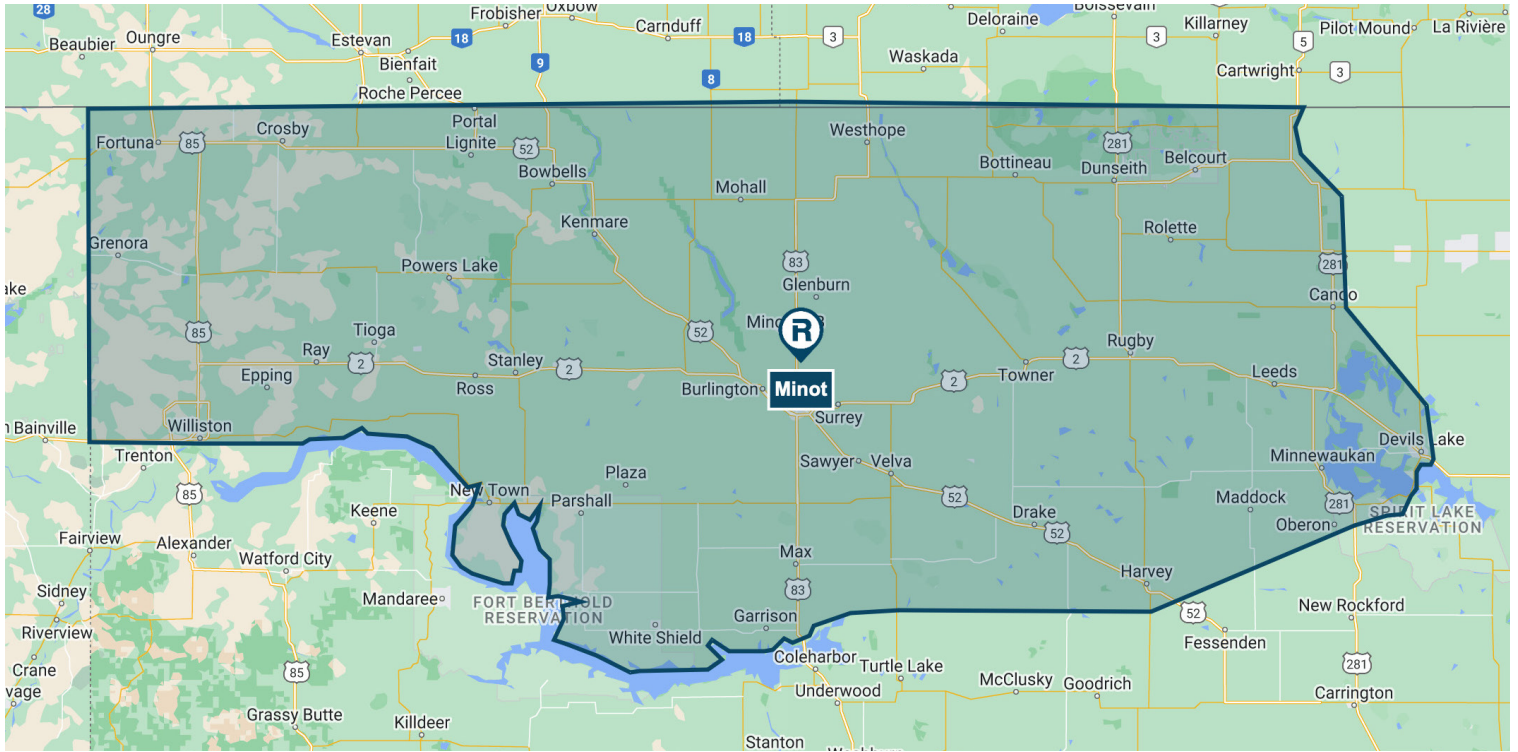 28
Frobisher
Oxbow
Carnduff
18
3
Deloraine
Boissevain
Killarney
5
Pilot Mound
La Rivière
Beaubier
Oungre
Estevan
18
Bienfait
9
8
3
Waskada
Cartwright
3
Roche Percee
Fortuna
85
Crosby
Portal
Lignite
52
Westhope
281
Bottineau
Dunseith
Belcourt
Bowbells
Mohall
Kenmare
Rolette
Grenora
Powers Lake
83
281
ake
Glenburn
Cando
85
Tioga
52
Mino
R
Rugby
Ray
2
Stanley
2
2
Towner
Leeds
Epping
Ross
Burlington
Minot
2
Surrey
Williston
n Bainville
Trenton
Devils Lake
Sawyer
Velva
Minnewaukan
Plaza
85
New Town
Parshall
52
Maddock
281
Keene
Drake
52
Oberon
SPIRIT LAKE
RESERVATION
Fairview
Alexander
Watford City
Max
Harvey
Sidney
Mandaree
83
FORT BERTHOLD
RESERVATION
Garrison
52
New Rockford
Riverview
White Shield
Fessenden
Crane
85
Coleharbor
Turtle Lake
281
vage
Underwood
McClusky
Goodrich
Carrington
Grassy Butte
Killdeer
Stanton